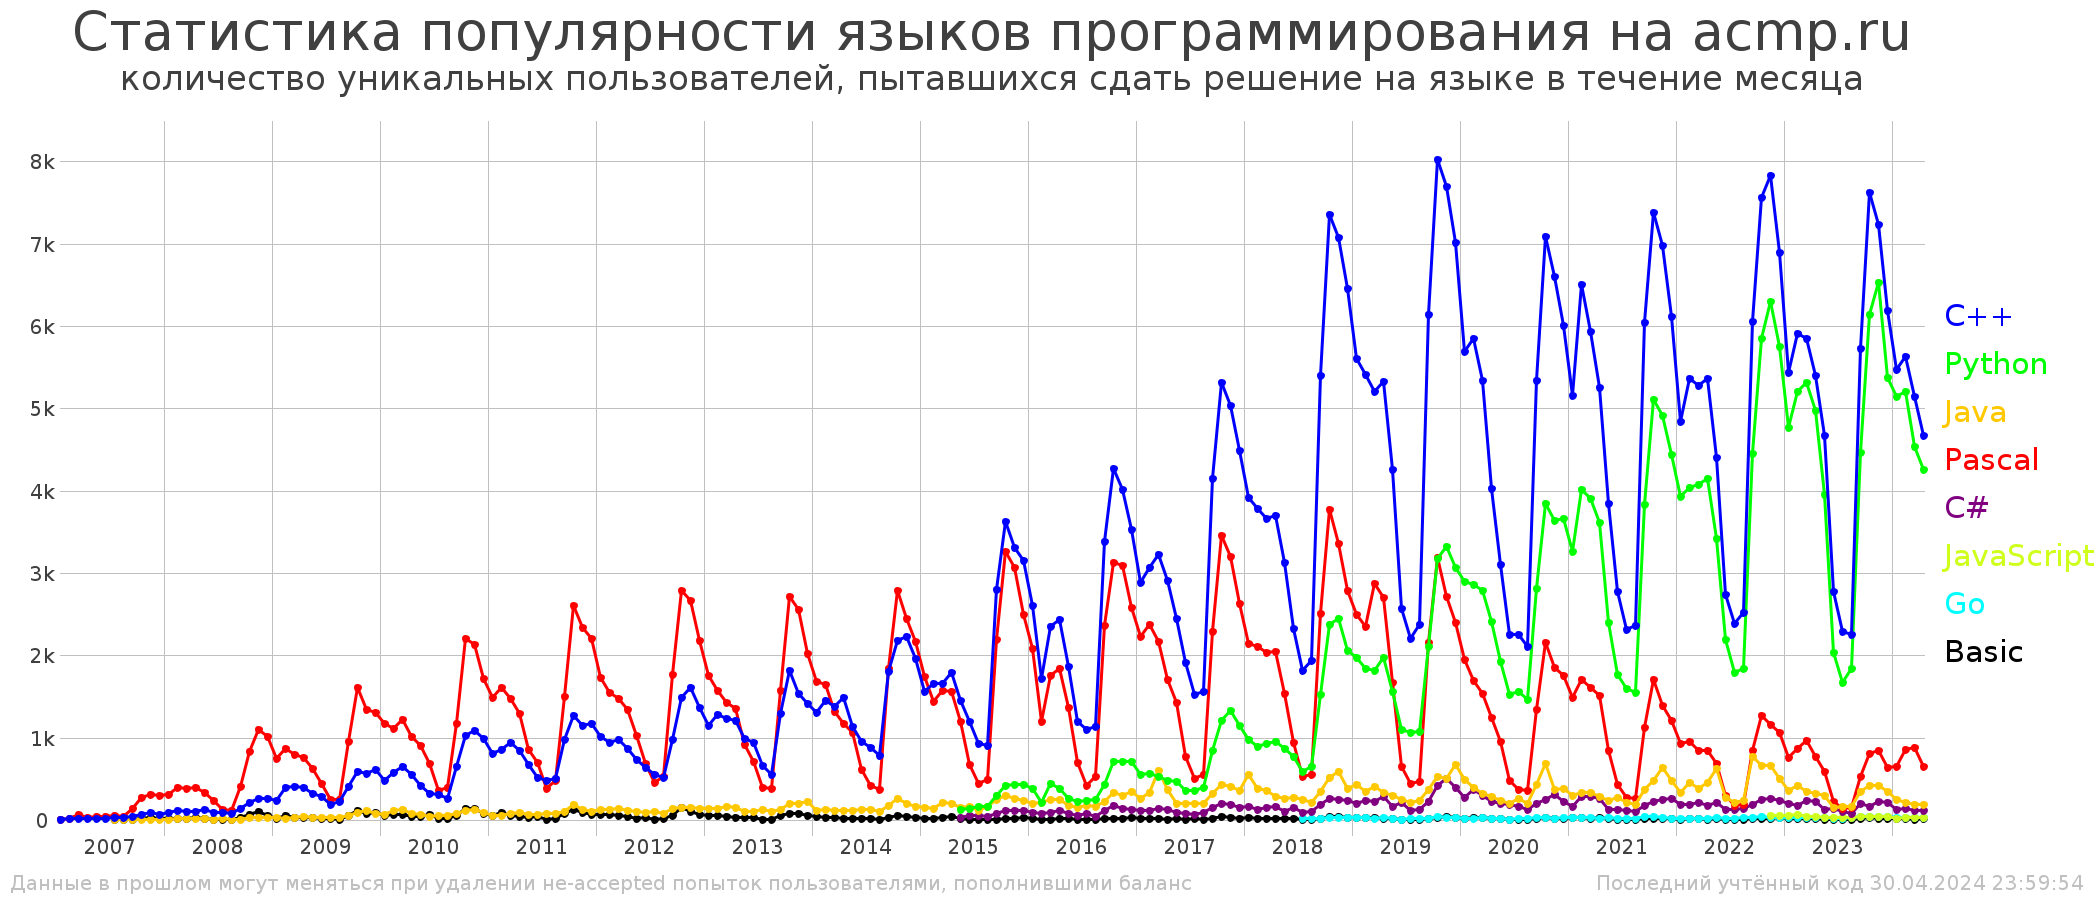 Статистика популярности языков программирования на acmp.ru
количество уникальных пользователей, пытавшихся сдать решение на языке в течение месяца
8k
7k
6k
5k
4k
3k
2k
1k
0
C++
Python
Java
Pascal
C#
JavaScript
Go
Basic
2007 2008 2009 2010 2011 2012 2013 2014 2015 2016 2017 2018 2019 2020 2021 2022 2023
Данные в прошлом могут меняться при удалении не-accepted попыток пользователями, пополнившими баланс
Последний учтённый код 30.04.2024 23:59:54